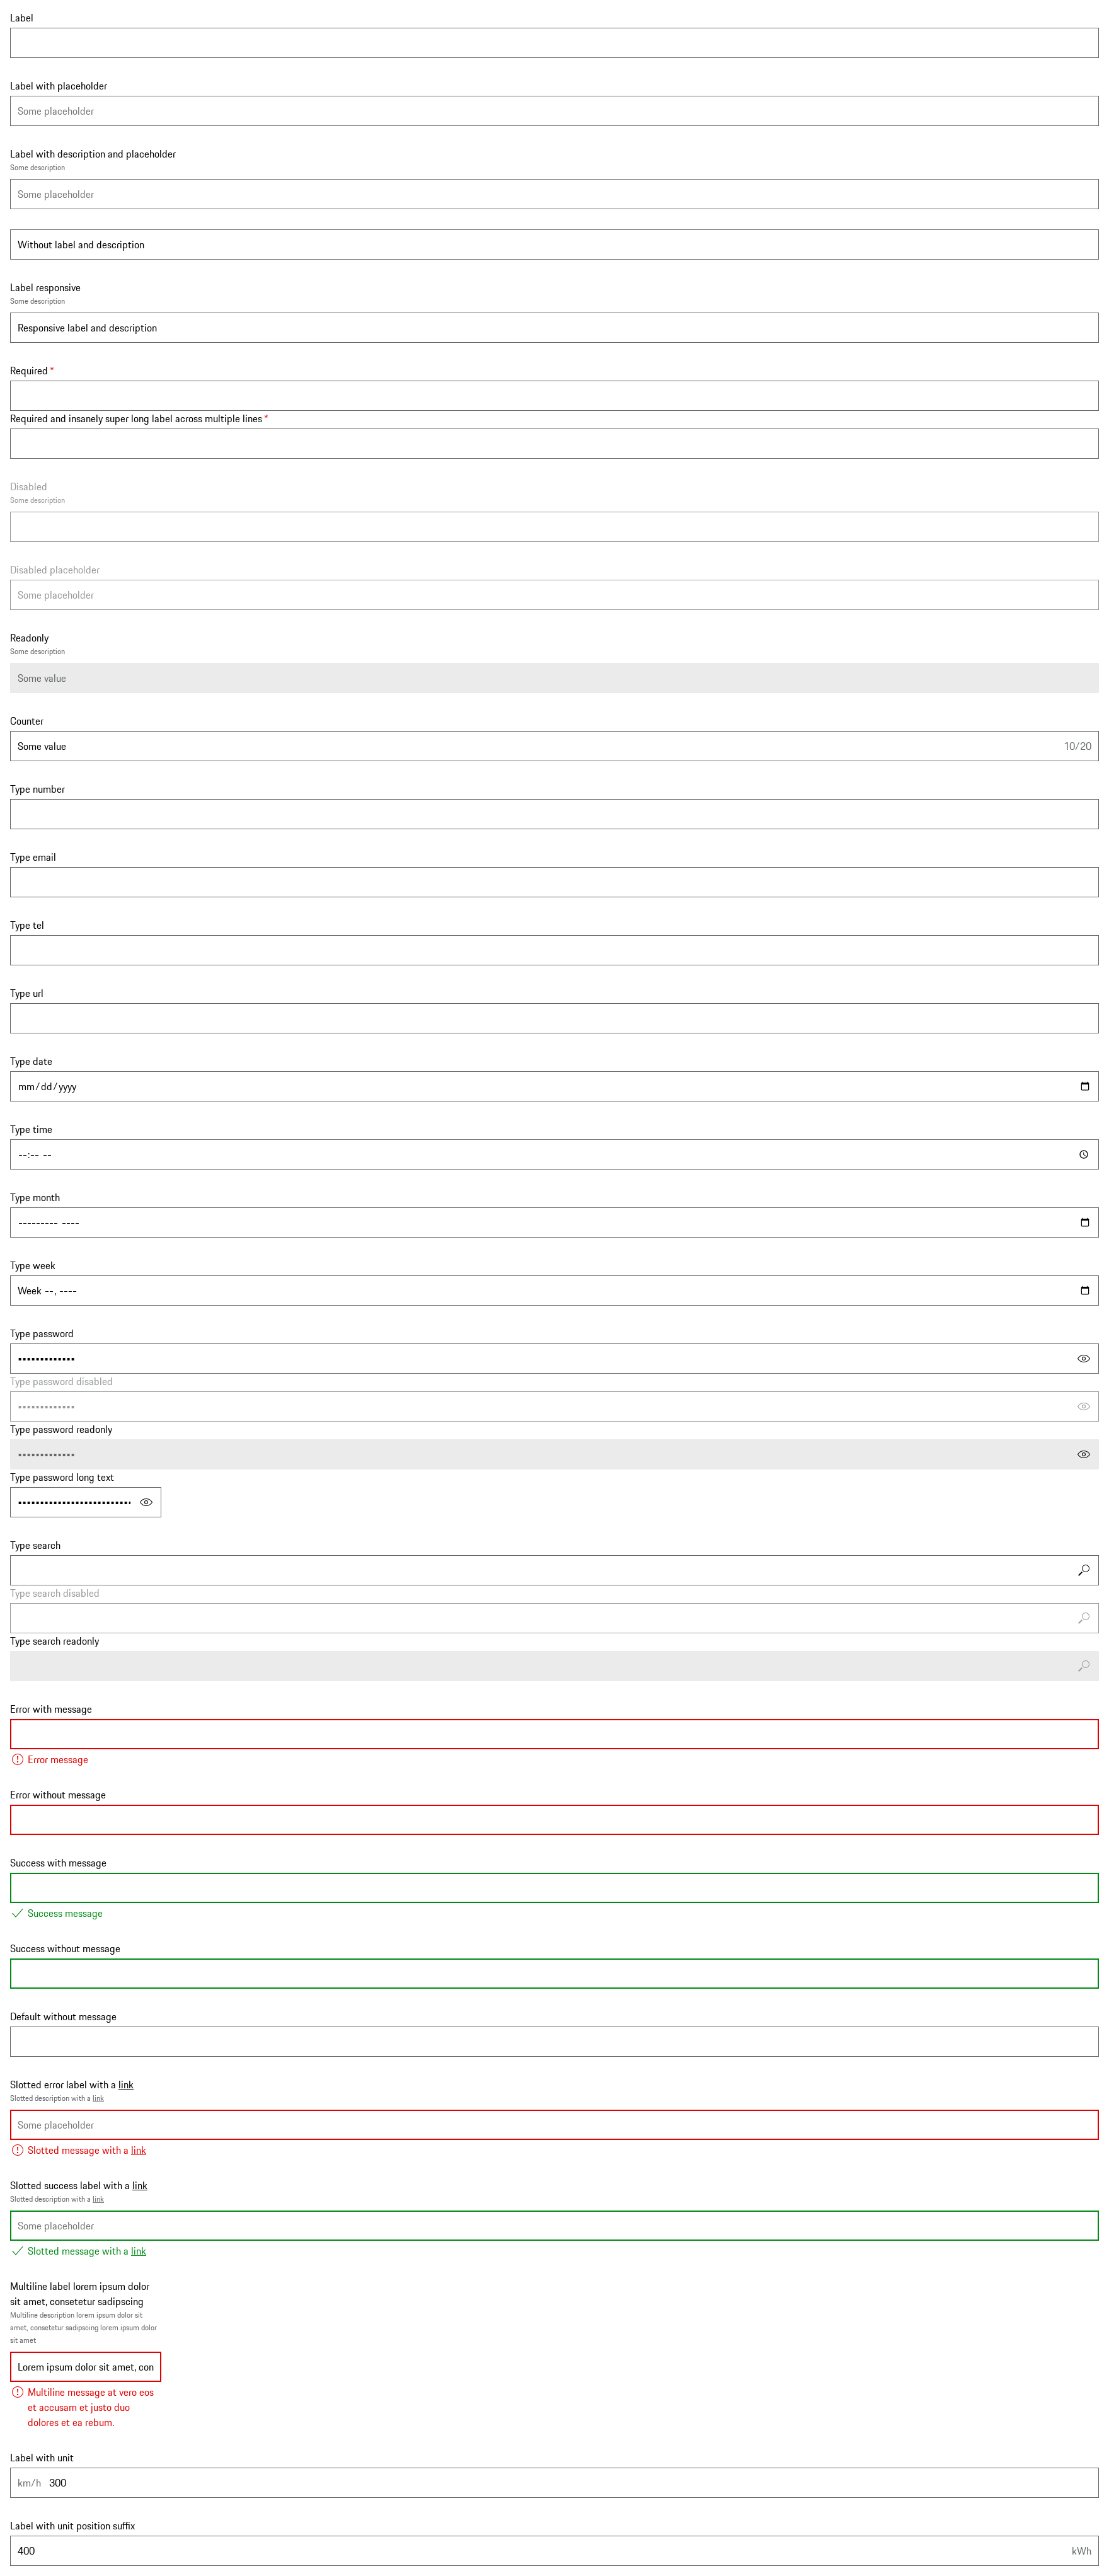 Label
Label with placeholder
Some placeholder
Label with description and placeholder
Some description
Some placeholder
Without label and description
Label responsive
Some description
Responsive label and description
Required *
Required and insanely super long label across multiple lines *
Disabled
Some description
Disabled placeholder
Some placeholder
Readonly
Some description
Some value
Counter
Some value 10/20
Type number
Type email
Type tel
Type url
Type date
mm/dd/yyyy
Type time
--:-- --
Type month
--------- ----
Type week
Week --, ----
Type password
Type password disabled
Type password readonly
Type password long text
Type search
Type search disabled
Type search readonly
Error with message
Error message
Error without message
Success with message
Success message
Success without message
Default without message
Slotted error label with a link
Slotted description with a link
Some placeholder
Slotted message with a link
Slotted success label with a link
Slotted description with a link
Some placeholder
Slotted message with a link
Multiline label lorem ipsum dolor
sit amet, consetetur sadipscing
Multiline description lorem ipsum dolor sit
amet, consetetur sadipscing lorem ipsum dolor
sit amet
Lorem ipsum dolor sit amet, con
Multiline message at vero eos
et accusam et justo duo
dolores et ea rebum.
Label with unit
km/h 300
Label with unit position suffix
400 kWh